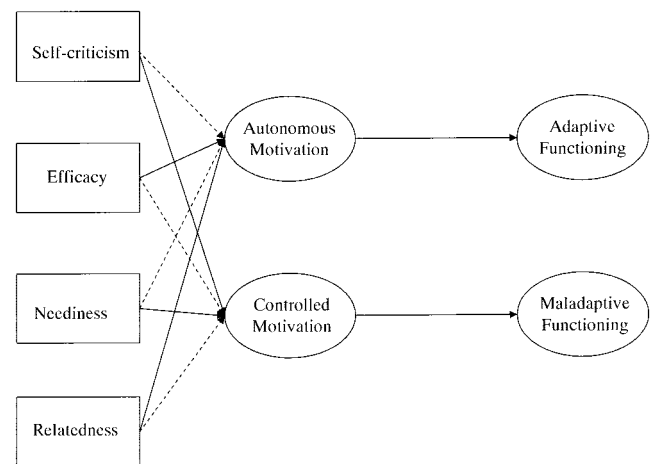 Self-criticism
Autonomous
Motivation
Adaptive
Functioning
Efficacy
Neediness
Controlled
Motivation
Maladaptive
Functioning
Relatedness